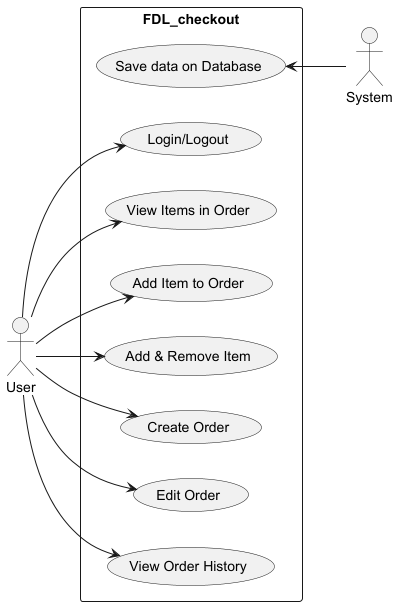 FDL_checkout
Save data on Database
System
Login/Logout
View Items in Order
Add Item to Order
Add & Remove Item
User
Create Order
Edit Order
View Order History